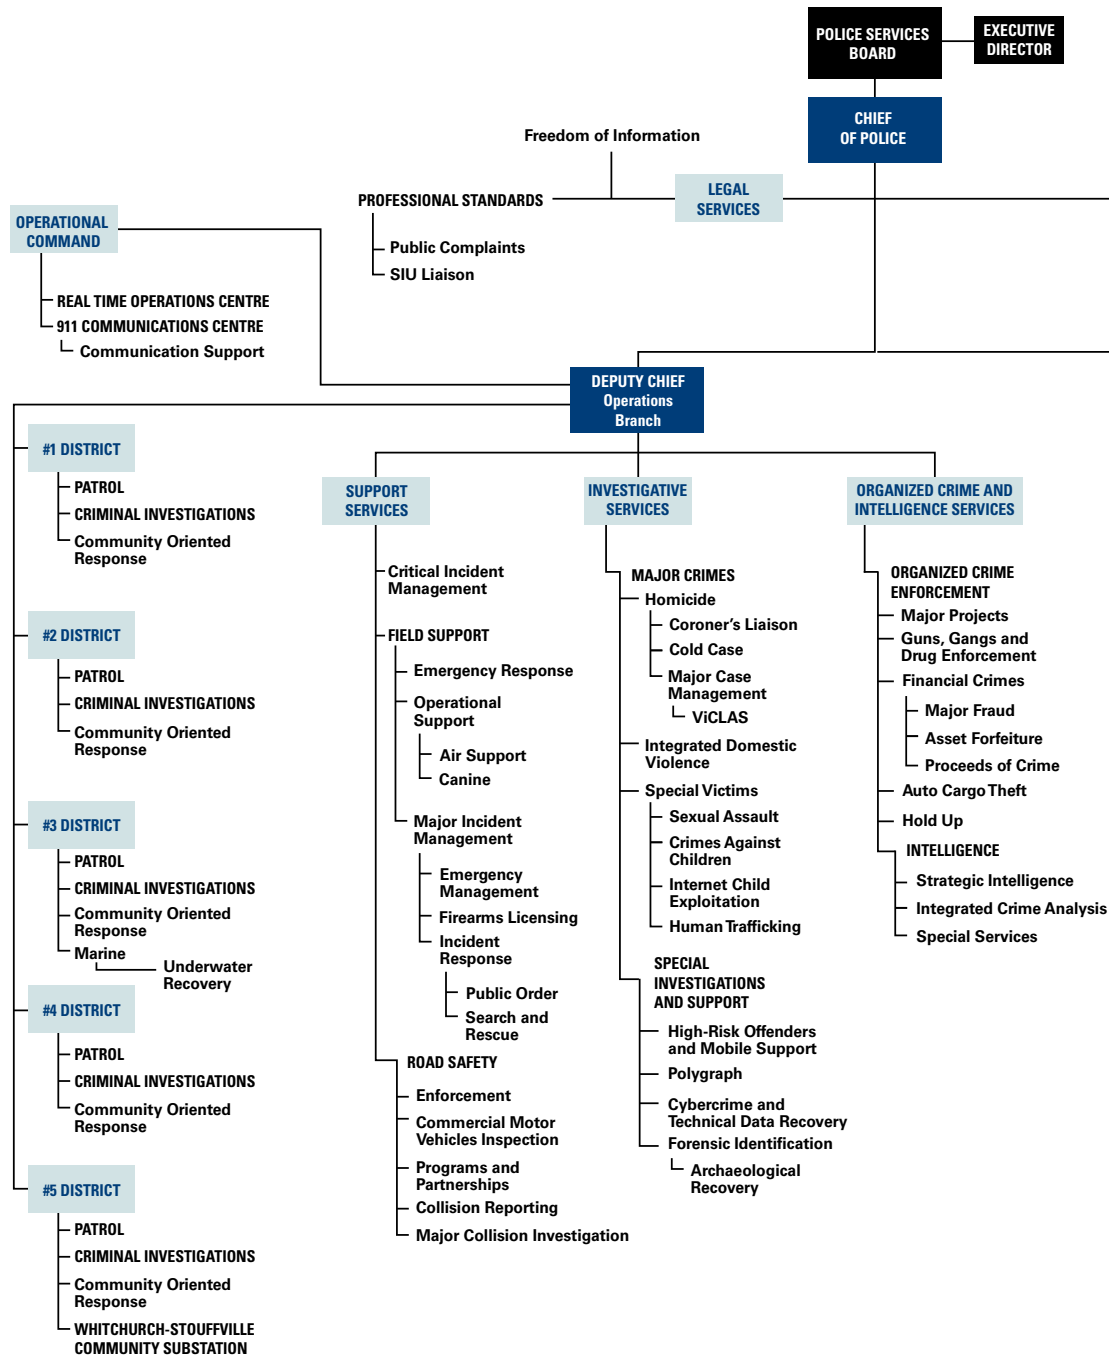 POLICE SERVICES
BOARD
EXECUTIVE
DIRECTOR
CHIEF
OF POLICE
Freedom of Information
LEGAL
SERVICES
PROFESSIONAL STANDARDS
Public Complaints
SIU Liaison
OPERATIONAL
COMMAND
REAL TIME OPERATIONS CENTRE
911 COMMUNICATIONS CENTRE
Communication Support
DEPUTY CHIEF
Operations
Branch
#1 DISTRICT
PATROL
CRIMINAL INVESTIGATIONS
Community Oriented
Response
#2 DISTRICT
PATROL
CRIMINAL INVESTIGATIONS
Community Oriented
Response
#3 DISTRICT
PATROL
CRIMINAL INVESTIGATIONS
Community Oriented
Response
Marine
Underwater
Recovery
#4 DISTRICT
PATROL
CRIMINAL INVESTIGATIONS
Community Oriented
Response
#5 DISTRICT
PATROL
CRIMINAL INVESTIGATIONS
Community Oriented
Response
WHITCHURCH-STOUFFVILLE
COMMUNITY SUBSTATION
SUPPORT
SERVICES
Critical Incident
Management
FIELD SUPPORT
Emergency Response
Operational
Support
Air Support
Canine
Major Incident
Management
Emergency
Management
Firearms Licensing
Incident
Response
Public Order
Search and
Rescue
ROAD SAFETY
Enforcement
Commercial Motor
Vehicles Inspection
Programs and
Partnerships
Collision Reporting
Major Collision Investigation
INVESTIGATIVE
SERVICES
MAJOR CRIMES
Homicide
Coroner's Liaison
Cold Case
Major Case
Management
ViCLAS
Integrated Domestic
Violence
Special Victims
Sexual Assault
Crimes Against
Children
Internet Child
Exploitation
Human Trafficking
SPECIAL
INVESTIGATIONS
AND SUPPORT
High-Risk Offenders
and Mobile Support
Polygraph
Cybercrime and
Technical Data Recovery
Forensic Identification
Archaeological
Recovery
ORGANIZED CRIME AND
INTELLIGENCE SERVICES
ORGANIZED CRIME
ENFORCEMENT
Major Projects
Guns, Gangs and
Drug Enforcement
Financial Crimes
Major Fraud
Asset Forfeiture
Proceeds of Crime
Auto Cargo Theft
Hold Up
INTELLIGENCE
Strategic Intelligence
Integrated Crime Analysis
Special Services